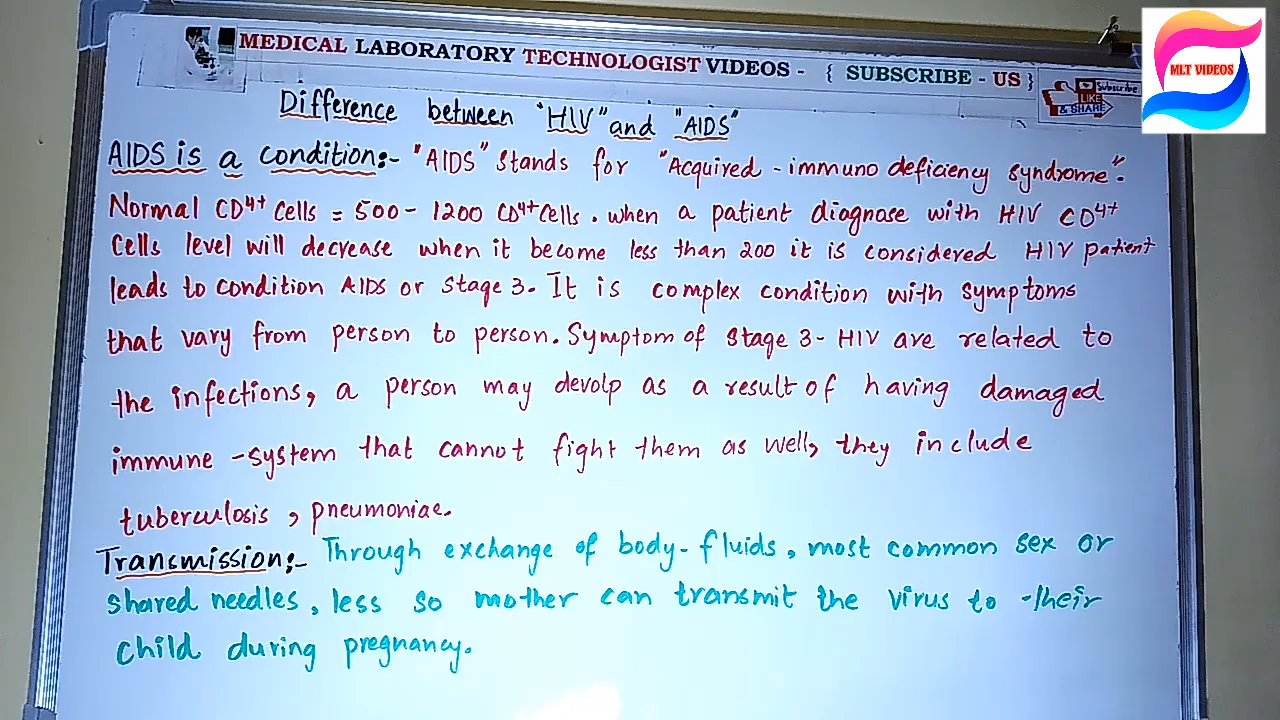 MEDICAL LABORATORY TECHNOLOGIST VIDEOS - { SUBSCRIBE - US }
Subscribe
LIKE
& SHARE
MLT VIDEOS
Difference between "HIV" and "AIDS"
AIDS is a condition:- "AIDS" Stands for "Acquired - immuno deficiency syndrome".
Normal CD4+ Cells = 500 - 1200 CD4+ Cells. when a patient diagnose with HIV CD4+
Cells level will decrease when it become less than 200 it is considered HIV patient
leads to condition AIDS or Stage 3. It is complex condition with symptoms
that vary from person to person. Symptom of Stage 3 - HIV are related to
the infections, a person may devolp as a result of having damaged
immune - system that cannot fight them as well, they include
tuberculosis, pneumoniae.
Transmission:- Through exchange of body - fluids, most common sex or
shared needles, less so mother can transmit the virus to their
child during pregnancy.